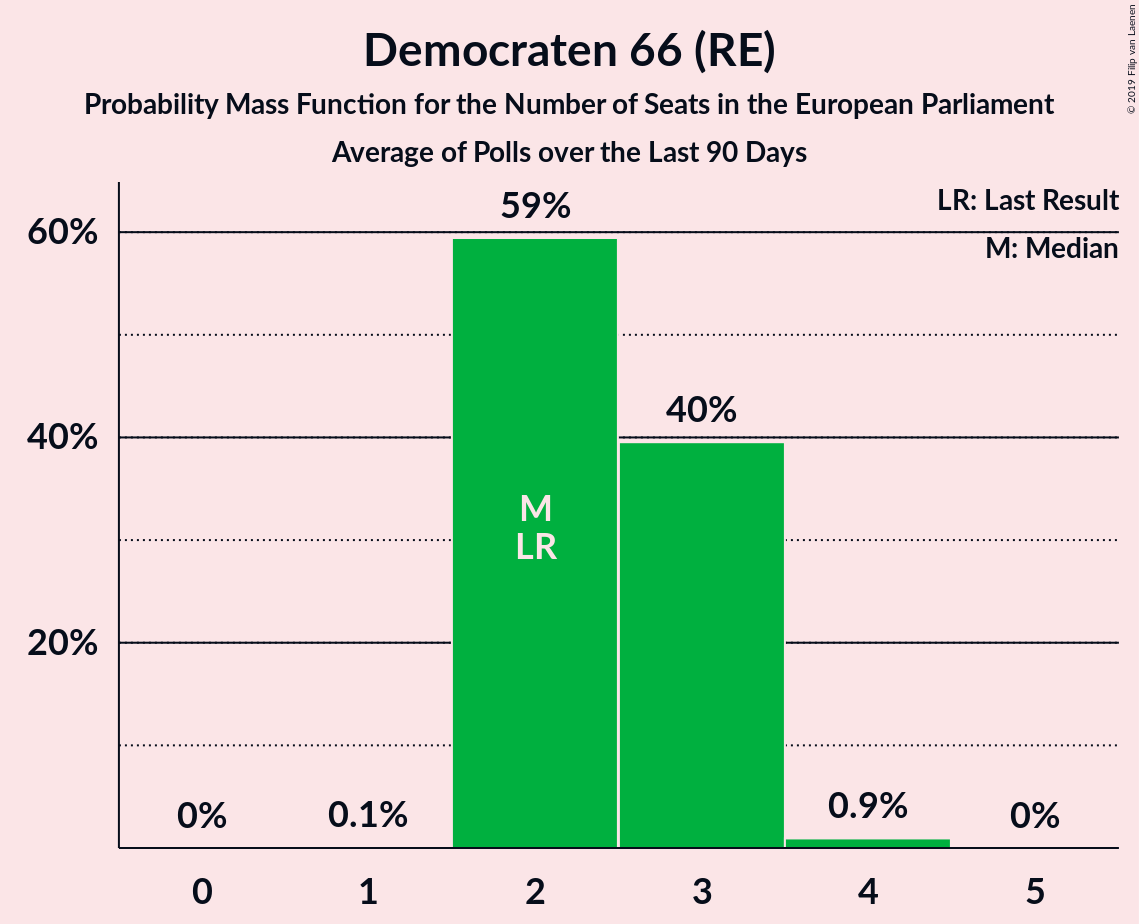 Democraten 66 (RE)
Probability Mass Function for the Number of Seats in the European Parliament
Average of Polls over the Last 90 Days
© 2019 Filip van Laenen
LR: Last Result
M: Median
60%
40%
20%
59%
40%
M
LR
0%
0.1%
0.9%
0%
0
1
2
3
4
5